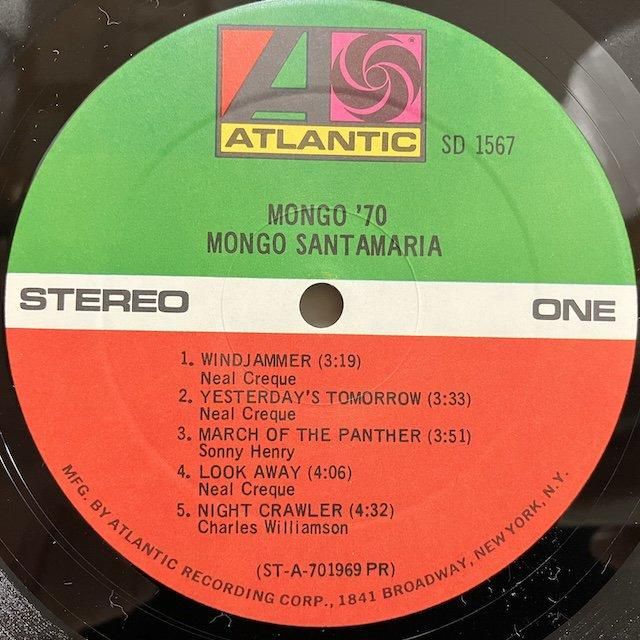 ATLANTIC
®
SD 1567
MONGO '70
MONGO SANTAMARIA
STEREO
ONE
1. WINDJAMMER (3:19)
Neal Creque
2. YESTERDAY'S TOMORROW (3:33)
Neal Creque
3. MARCH OF THE PANTHER (3:51)
Sonny Henry
4. LOOK AWAY (4:06)
Neal Creque
5. NIGHT CRAWLER (4:32)
Charles Williamson
(ST-A-701969 PR)
MFG. BY ATLANTIC RECORDING CORP., 1841 BROADWAY, NEW YORK, N.Y.